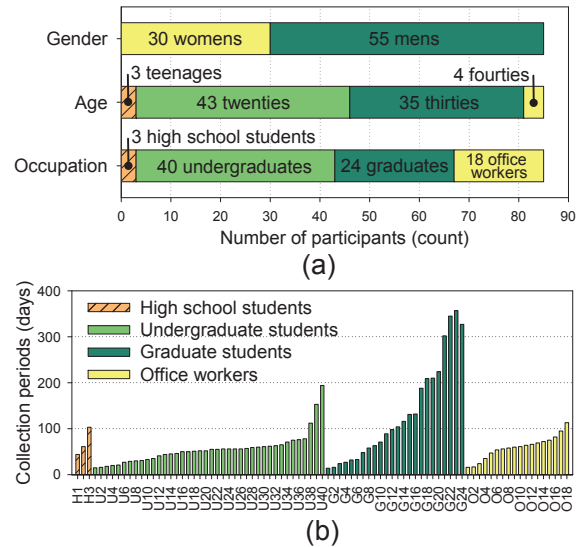 Gender
30 womens
55 mens
3 teenages
4 fourties
Age
43 twenties
35 thirties
3 high school students
Occupation
40 undergraduates
24 graduates
18 office
workers
0 10 20 30 40 50 60 70 80 90
Number of participants (count)
(a)
Collection periods (days)
400
300
200
100
0
High school students
Undergraduate students
Graduate students
Office workers
H1 H3 U2 U4 U6 U8 U10 U12 U14 U16 U18 U20 U22 U24 U26 U28 U30 U32 U34 U36 U38 U40 G2 G4 G6 G8 G10 G12 G14 G16 G18 G20 G22 G24 O2 O4 O6 O8 O10 O12 O14 O16 O18
(b)